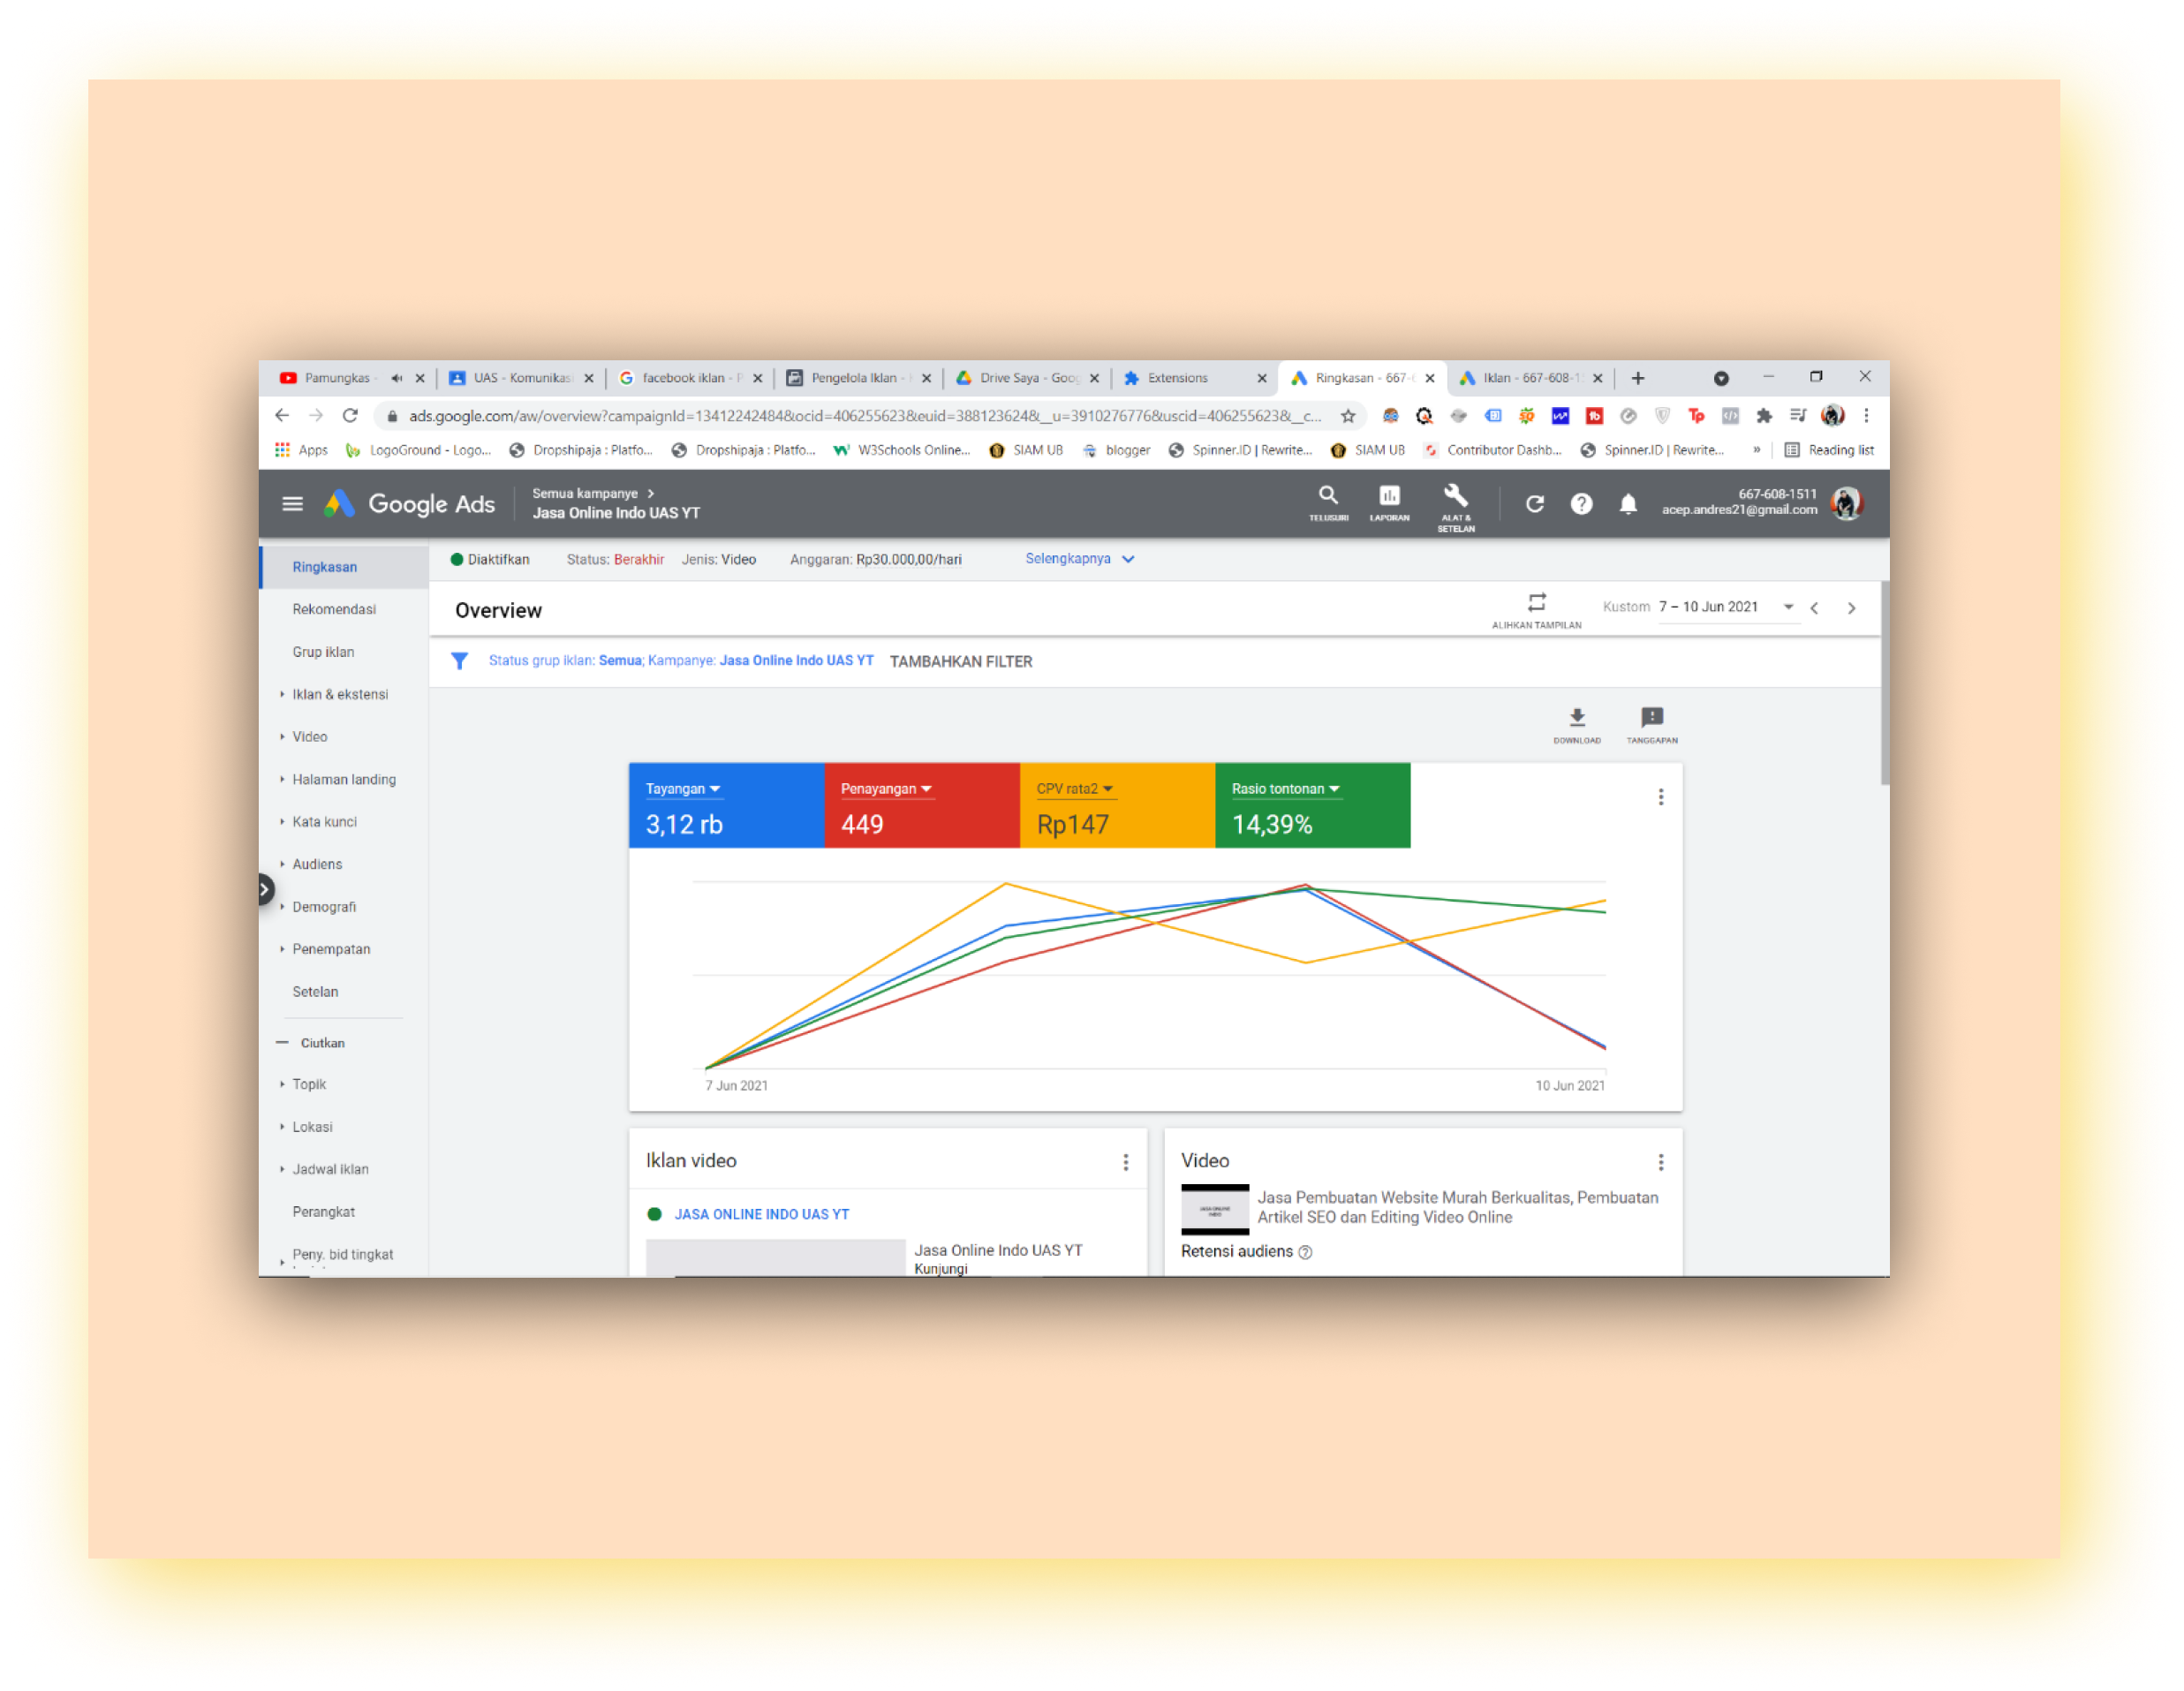 Pamungkas -
UAS - Komunikasi
facebook iklan - P
Pengelola Iklan -
Drive Saya - Goog
Extensions
Ringkasan - 667-6
Iklan - 667-608-1
ads.google.com/aw/overview?campaignId=13412242484&ocid=406255623&euid=388123624&__u=3910276776&uscid=406255623&__c...
Apps
LogoGround - Logo...
Dropshipaja : Platfo...
Dropshipaja : Platfo...
W3Schools Online...
SIAM UB
blogger
Spinner.ID | Rewrite...
SIAM UB
Contributor Dashb...
Spinner.ID | Rewrite...
»
Reading list
Google Ads
Semua kampanye >
Jasa Online Indo UAS YT
TELUSURI
LAPORAN
ALAT &
SETELAN
667-608-1511
acep.andres21@gmail.com
Diaktifkan
Status: Berakhir
Jenis: Video
Anggaran: Rp30.000,00/hari
Selengkapnya
Ringkasan
Rekomendasi
Grup iklan
Iklan & ekstensi
Video
Halaman landing
Kata kunci
Audiens
Demografi
Penempatan
Setelan
Ciutkan
Topik
Lokasi
Jadwal iklan
Perangkat
Peny. bid tingkat
Overview
ALIHKAN TAMPILAN
Kustom 7 – 10 Jun 2021
Status grup iklan: Semua; Kampanye: Jasa Online Indo UAS YT
TAMBAHKAN FILTER
DOWNLOAD
TANGGAPAN
Tayangan
3,12 rb
Penayangan
449
CPV rata2
Rp147
Rasio tontonan
14,39%
7 Jun 2021
10 Jun 2021
Iklan video
JASA ONLINE INDO UAS YT
Jasa Online Indo UAS YT
Kunjungi
Video
Jasa Pembuatan Website Murah Berkualitas, Pembuatan
Artikel SEO dan Editing Video Online
Retensi audiens